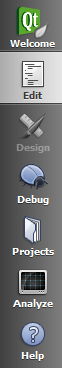 Qt
Welcome
Edit
Design
Debug
Projects
Analyze
Help